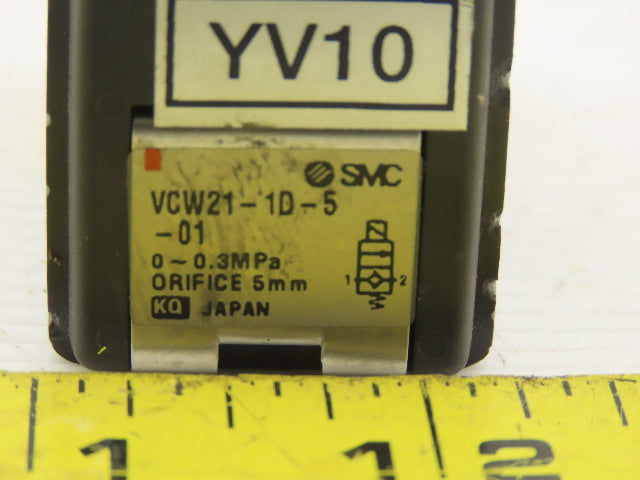 YV10
SMC
VCW21-1D-5
-01
0~0.3MPa
ORIFICE 5mm
1 2
KQ JAPAN
1 1 2